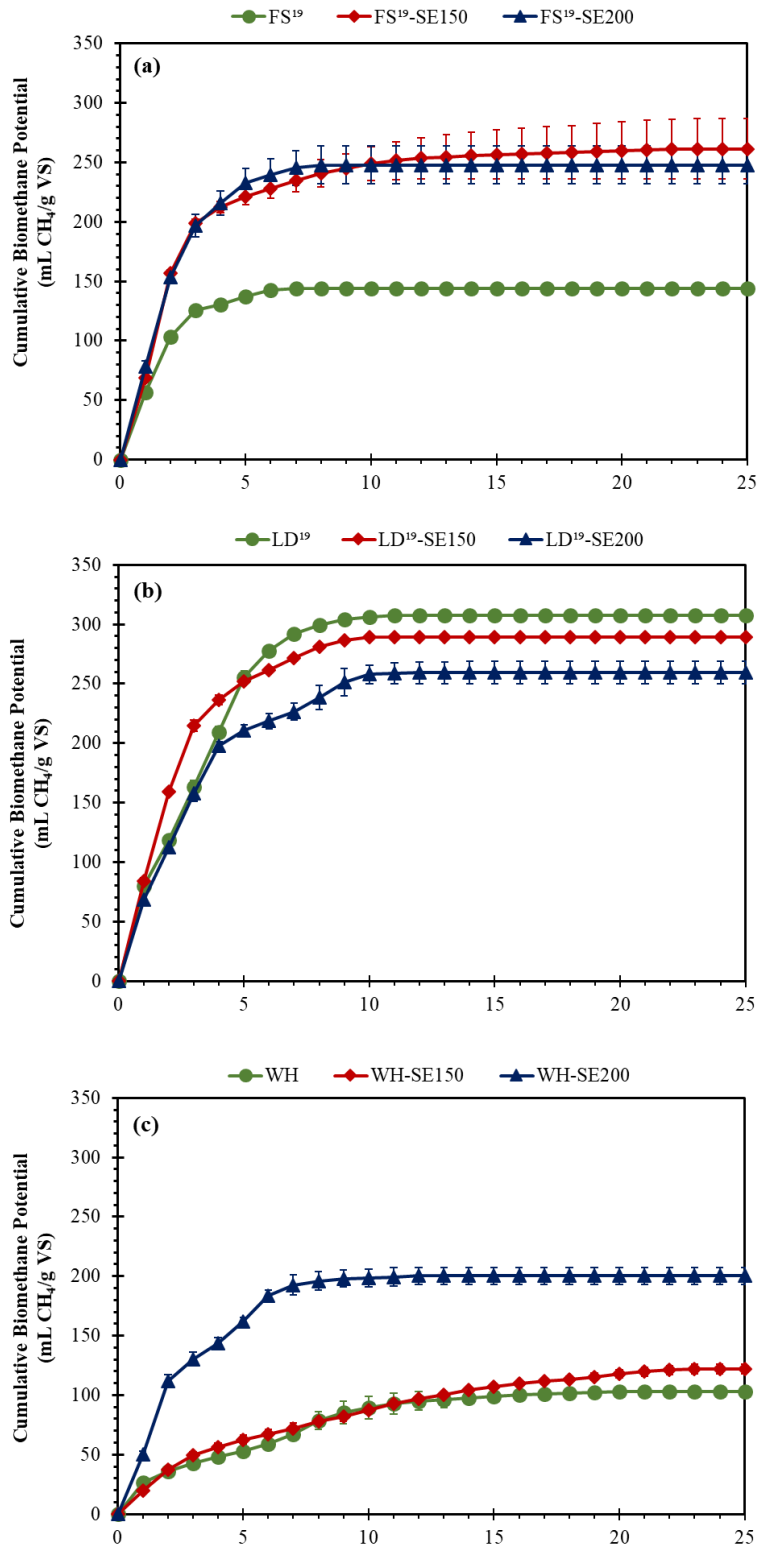 FS¹⁹ FS¹⁹-SE150 FS¹⁹-SE200
(a)
Cumulative Biomethane Potential
(mL CH₄/g VS)
350
300
250
200
150
100
50
0
0 5 10 15 20 25
LD¹⁹ LD¹⁹-SE150 LD¹⁹-SE200
(b)
Cumulative Biomethane Potential
(mL CH₄/g VS)
350
300
250
200
150
100
50
0
0 5 10 15 20 25
WH WH-SE150 WH-SE200
(c)
Cumulative Biomethane Potential
(mL CH₄/g VS)
350
300
250
200
150
100
50
0
0 5 10 15 20 25